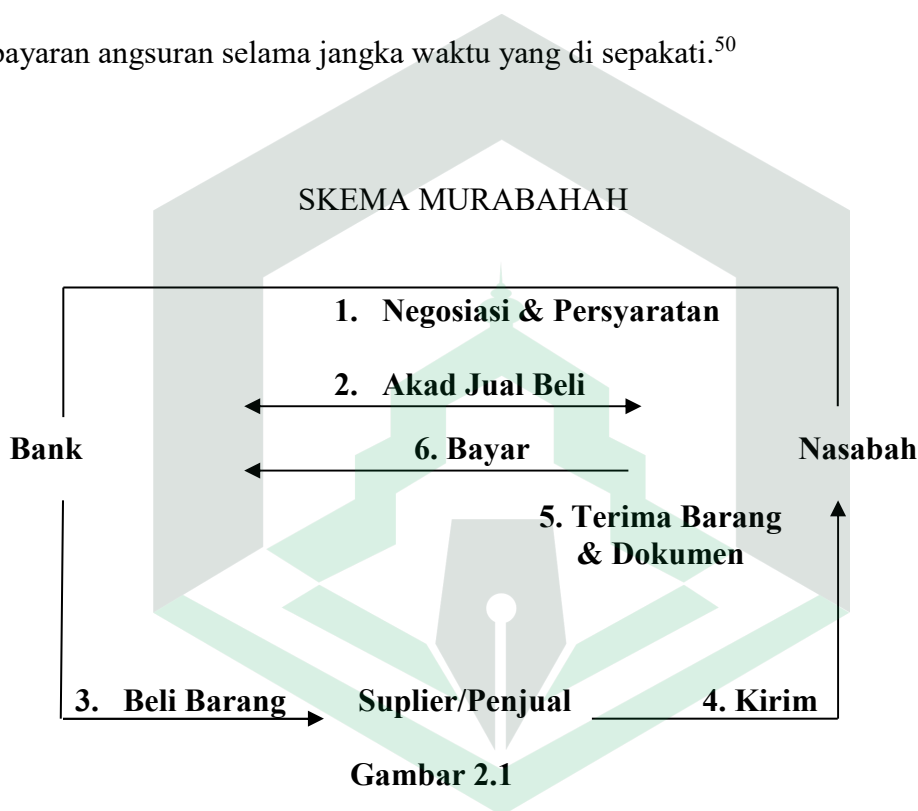 bayaran angsuran selama jangka waktu yang di sepakati.50
SKEMA MURABAHAH
1. Negosiasi & Persyaratan
2. Akad Jual Beli
Bank
6. Bayar
Nasabah
5. Terima Barang
& Dokumen
3. Beli Barang
Suplier/Penjual
4. Kirim
Gambar 2.1